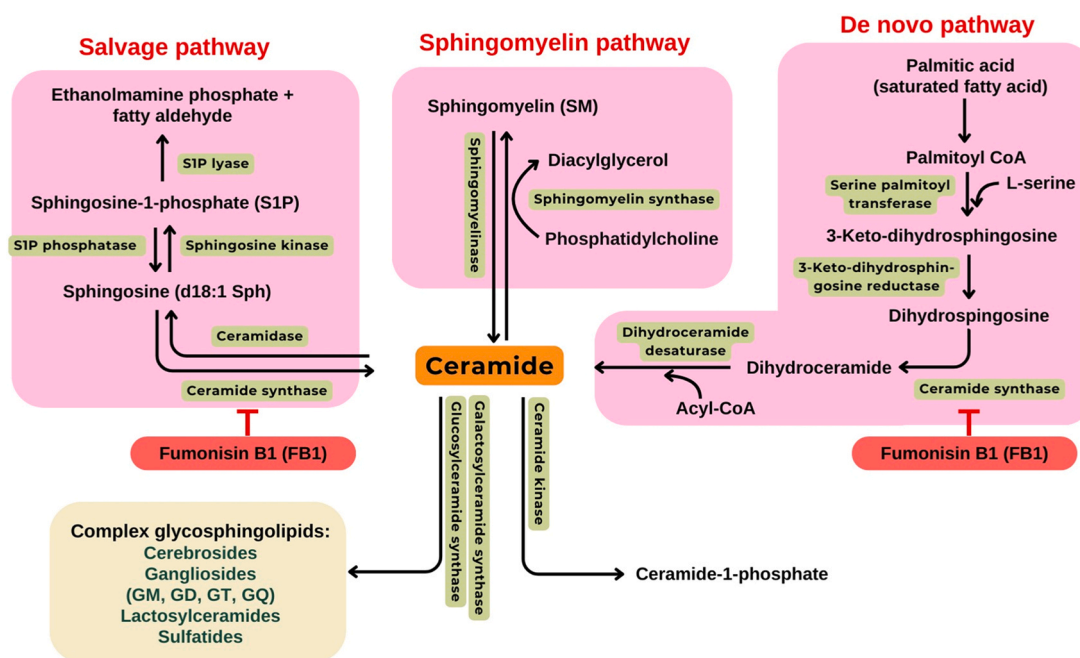 Salvage pathway
Ethanolmamine phosphate +
fatty aldehyde
S1P lyase
Sphingosine-1-phosphate (S1P)
S1P phosphatase
Sphingosine kinase
Sphingosine (d18:1 Sph)
Ceramidase
Ceramide synthase
Fumonisin B1 (FB1)
Sphingomyelin pathway
Sphingomyelin (SM)
Sphingomyelinase
Diacylglycerol
Sphingomyelin synthase
Phosphatidylcholine
De novo pathway
Palmitic acid
(saturated fatty acid)
Palmitoyl CoA
Serine palmitoyl
transferase
L-serine
3-Keto-dihydrosphingosine
3-Keto-dihydrosphin-
gosine reductase
Dihydrospingosine
Ceramide synthase
Dihydroceramide
Dihydroceramide
desaturase
Acyl-CoA
Fumonisin B1 (FB1)
Ceramide
Glucosylceramide synthase
Galactosylceramide synthase
Ceramide kinase
Complex glycosphingolipids:
Cerebrosides
Gangliosides
(GM, GD, GT, GQ)
Lactosylceramides
Sulfatides
Ceramide-1-phosphate